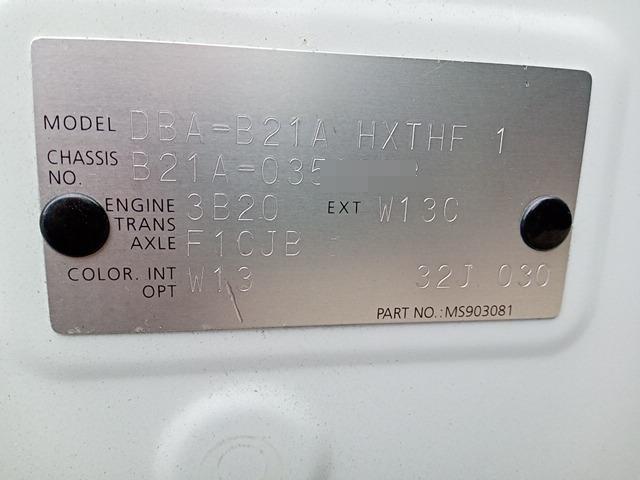 MODEL DBA-B21A HXTHF 1
CHASSIS NO. B21A-035
ENGINE 3B20 EXT W13C
TRANS AXLE F1CJB
COLOR. INT OPT W13 32J 030
PART NO.:MS903081